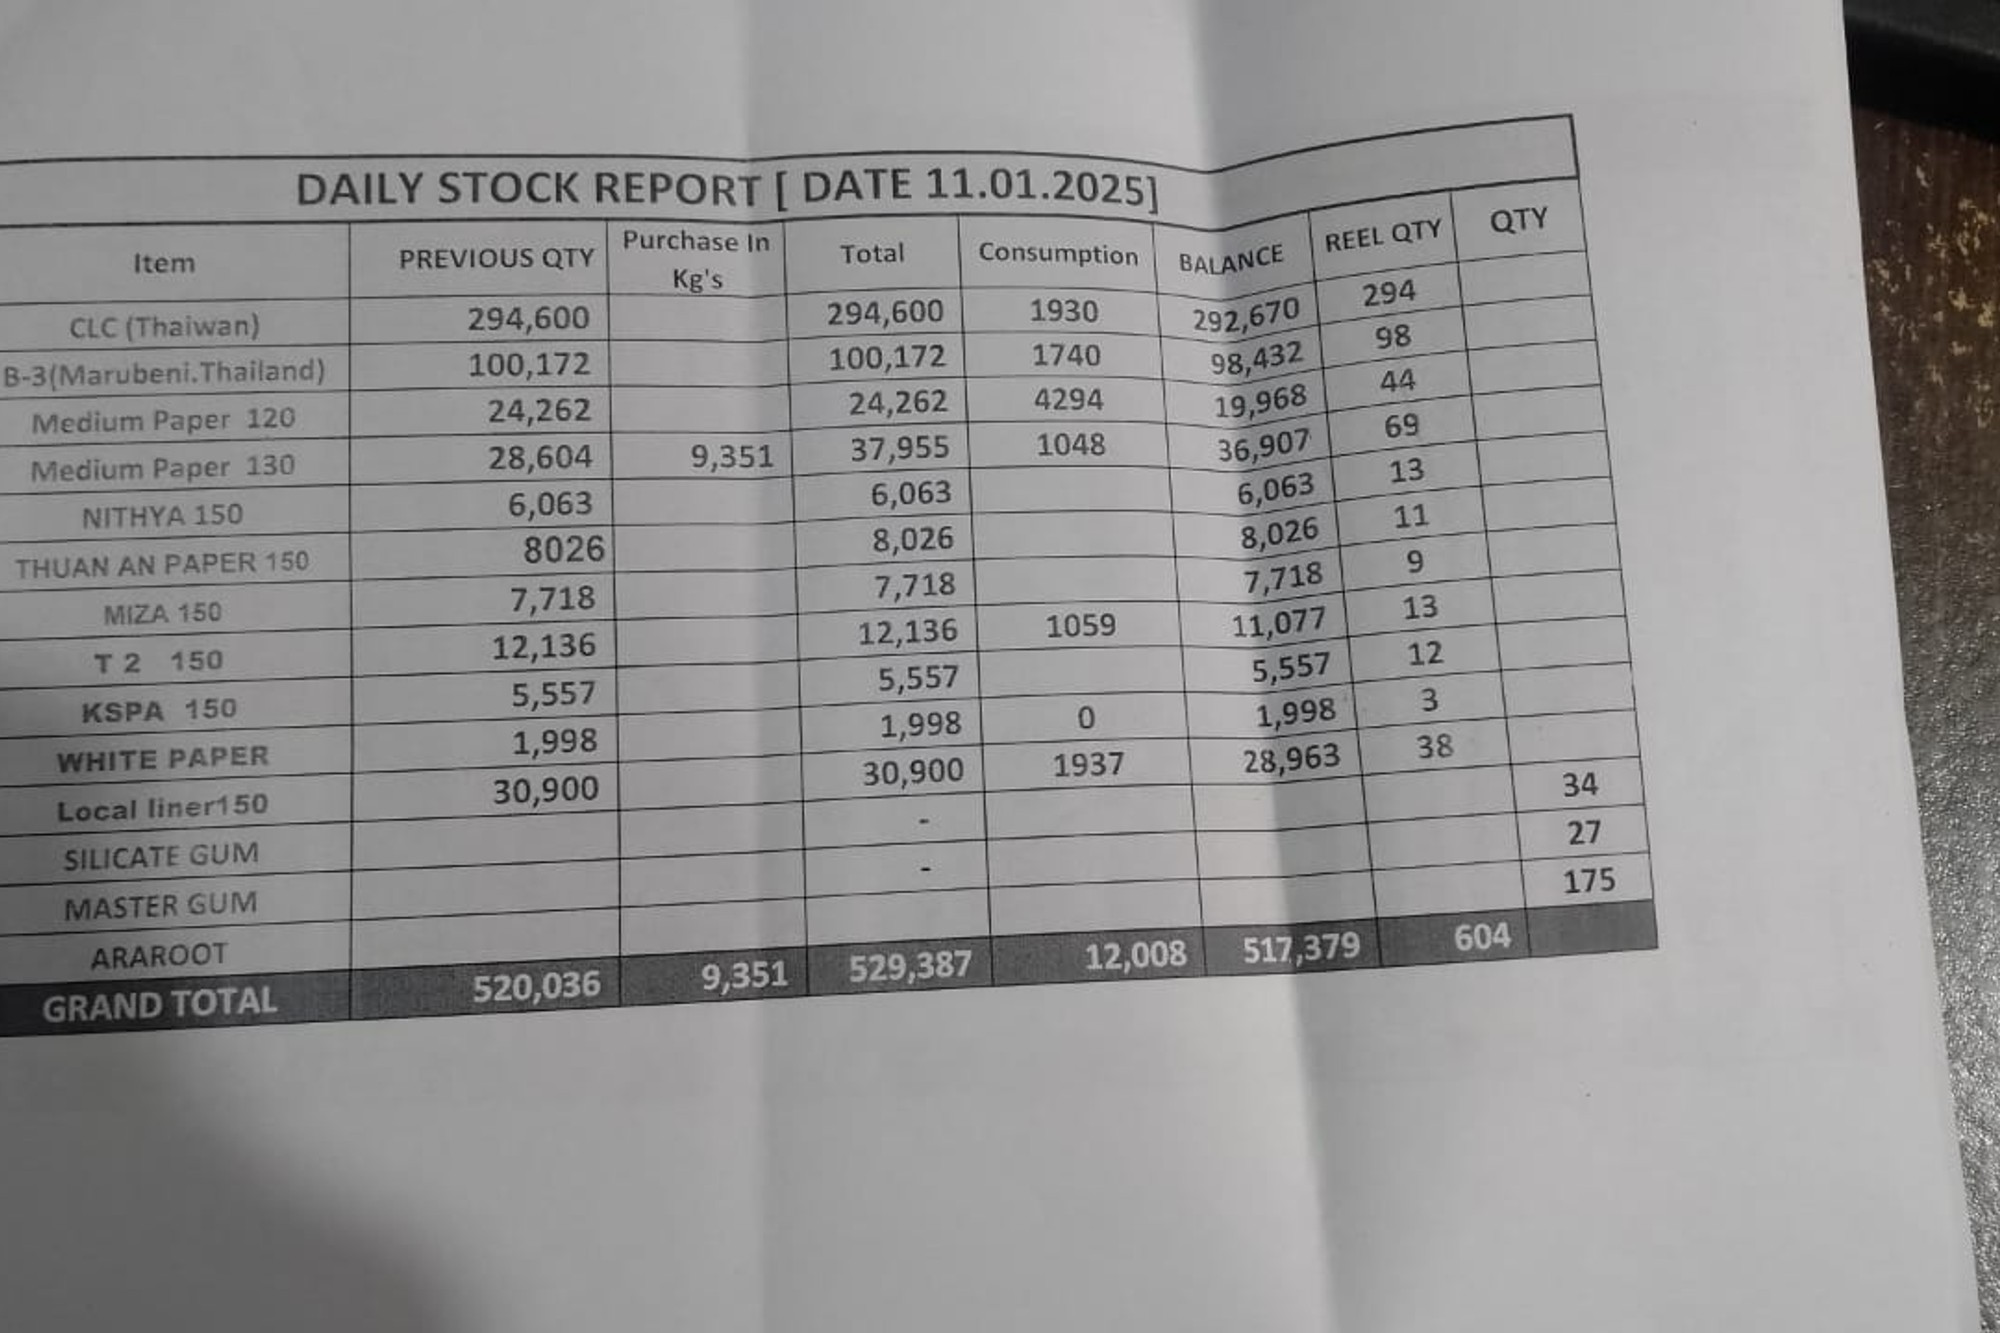 DAILY STOCK REPORT [ DATE 11.01.2025]
Item PREVIOUS QTY Purchase In Kg's Total Consumption BALANCE REEL QTY QTY
CLC (Thaiwan) 294,600 294,600 1930 292,670 294
B-3(Marubeni.Thailand) 100,172 100,172 1740 98,432 98
Medium Paper 120 24,262 24,262 4294 19,968 44
Medium Paper 130 28,604 9,351 37,955 1048 36,907 69
NITHYA 150 6,063 6,063 6,063 13
THUAN AN PAPER 150 8026 8,026 8,026 11
MIZA 150 7,718 7,718 7,718 9
T 2 150 12,136 12,136 1059 11,077 13
KSPA 150 5,557 5,557 5,557 12
WHITE PAPER 1,998 1,998 0 1,998 3
Local liner150 30,900 30,900 1937 28,963 38
SILICATE GUM - 34
MASTER GUM - 27
ARAROOT 175
GRAND TOTAL 520,036 9,351 529,387 12,008 517,379 604